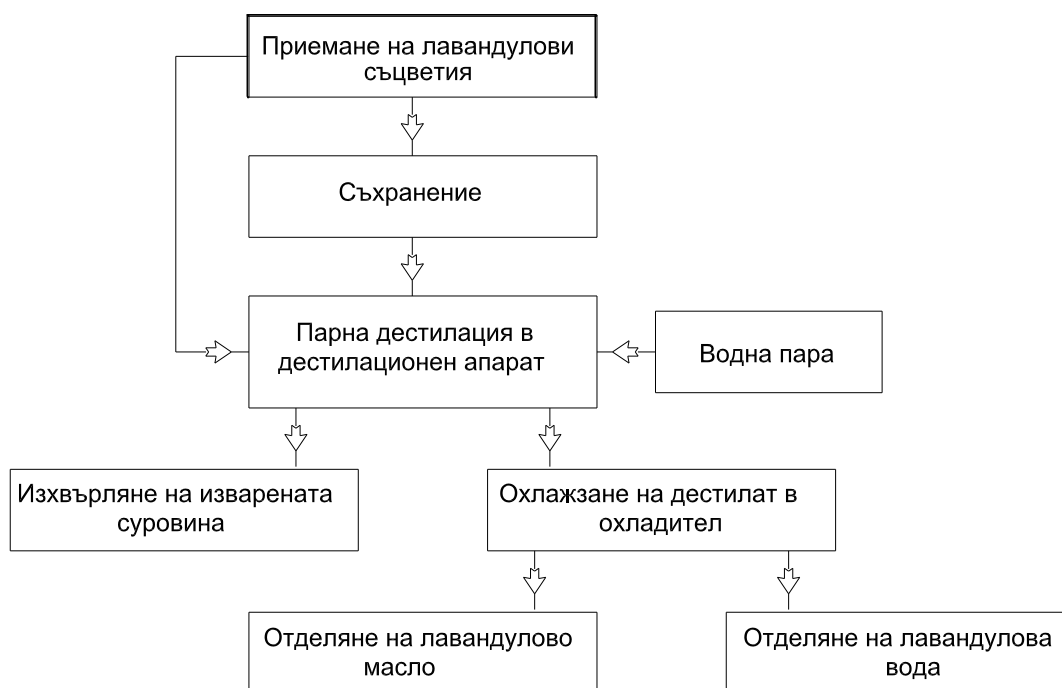 Приемане на лавандулови
съцветия
Съхранение
Парна дестилация в
дестилационен апарат
Водна пара
Изхвърляне на изварената
суровина
Охлажзане на дестилат в
охладител
Отделяне на лавандулово
масло
Отделяне на лавандулова
вода